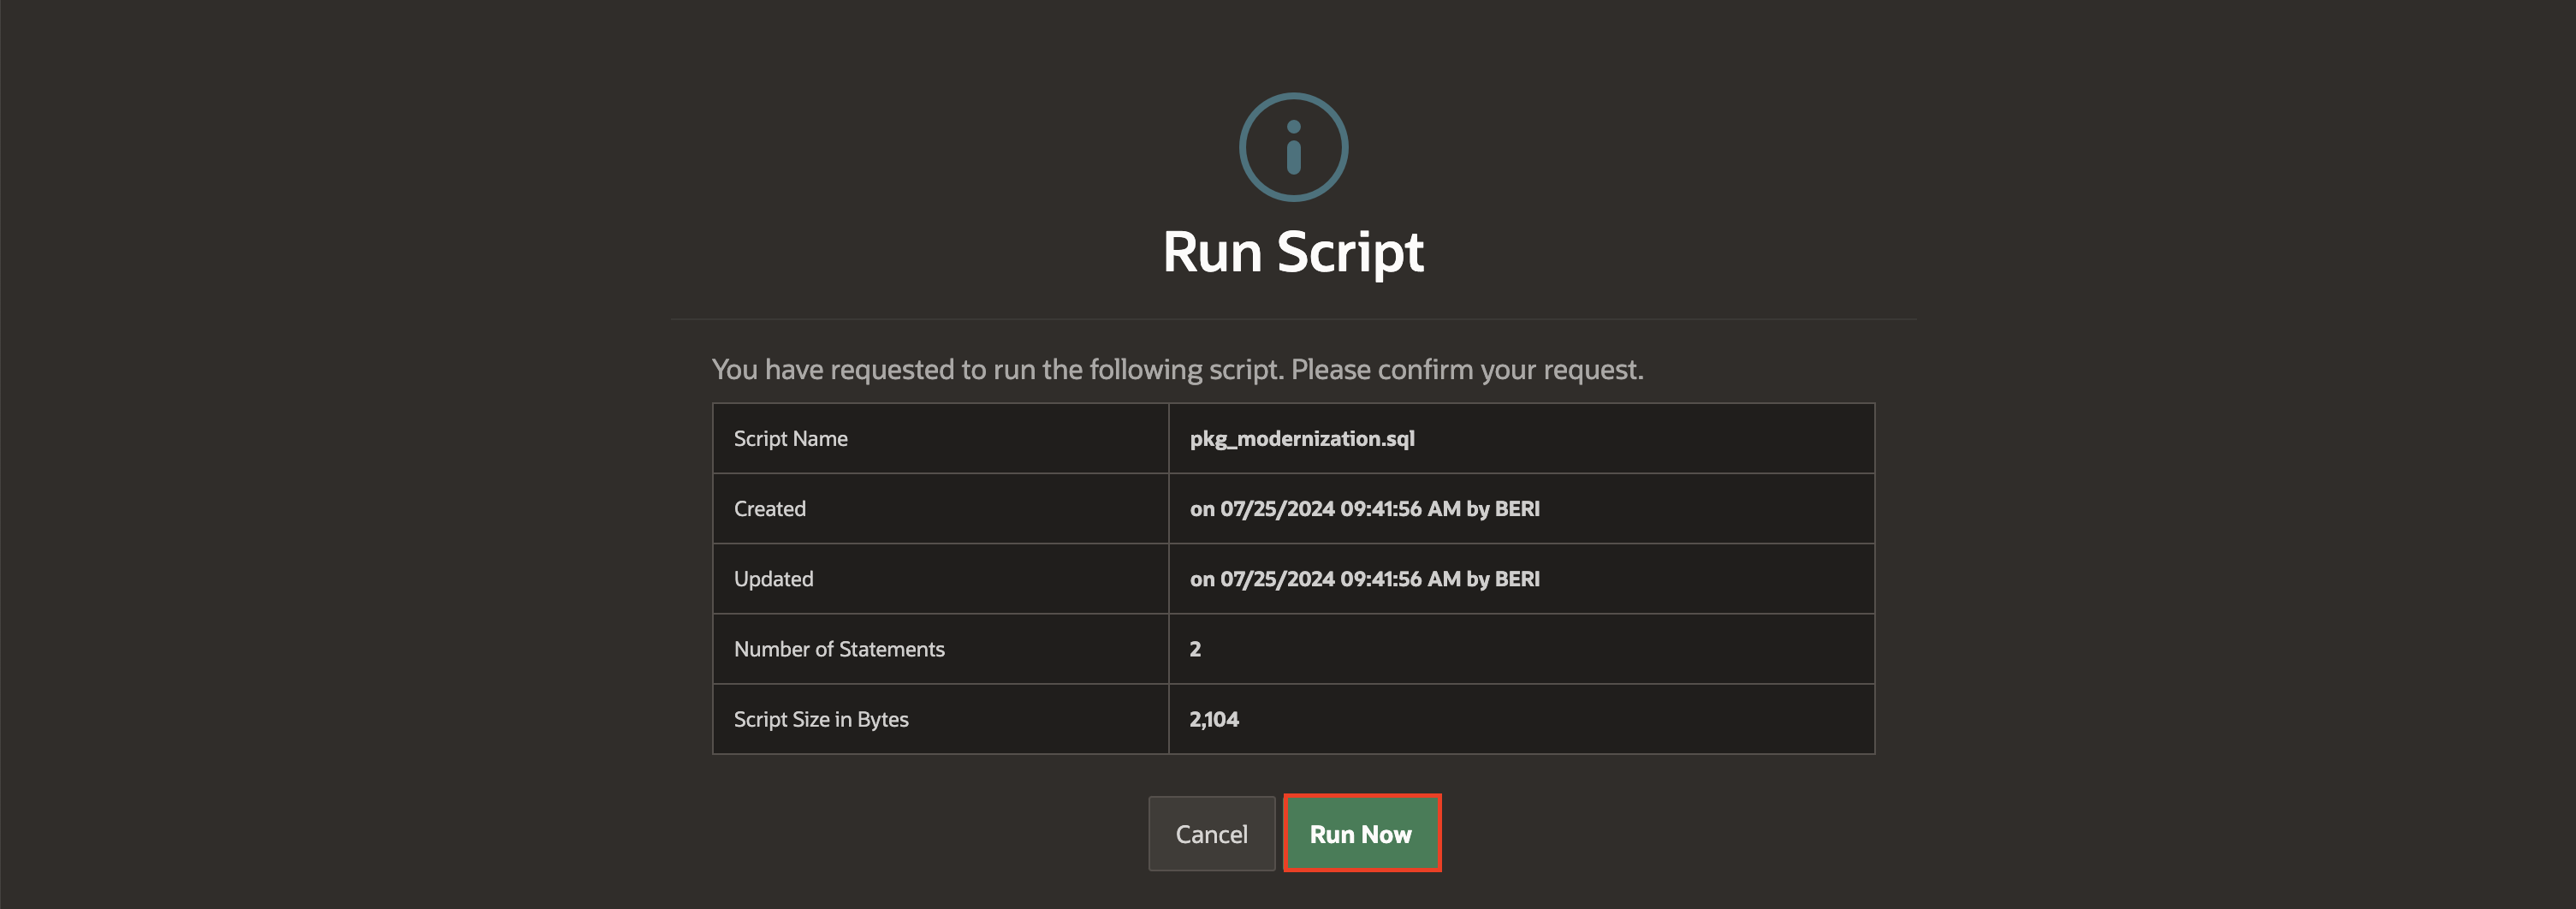 Run Script
You have requested to run the following script. Please confirm your request.
Script Name pkg_modernization.sql
Created on 07/25/2024 09:41:56 AM by BERI
Updated on 07/25/2024 09:41:56 AM by BERI
Number of Statements 2
Script Size in Bytes 2,104
Cancel Run Now